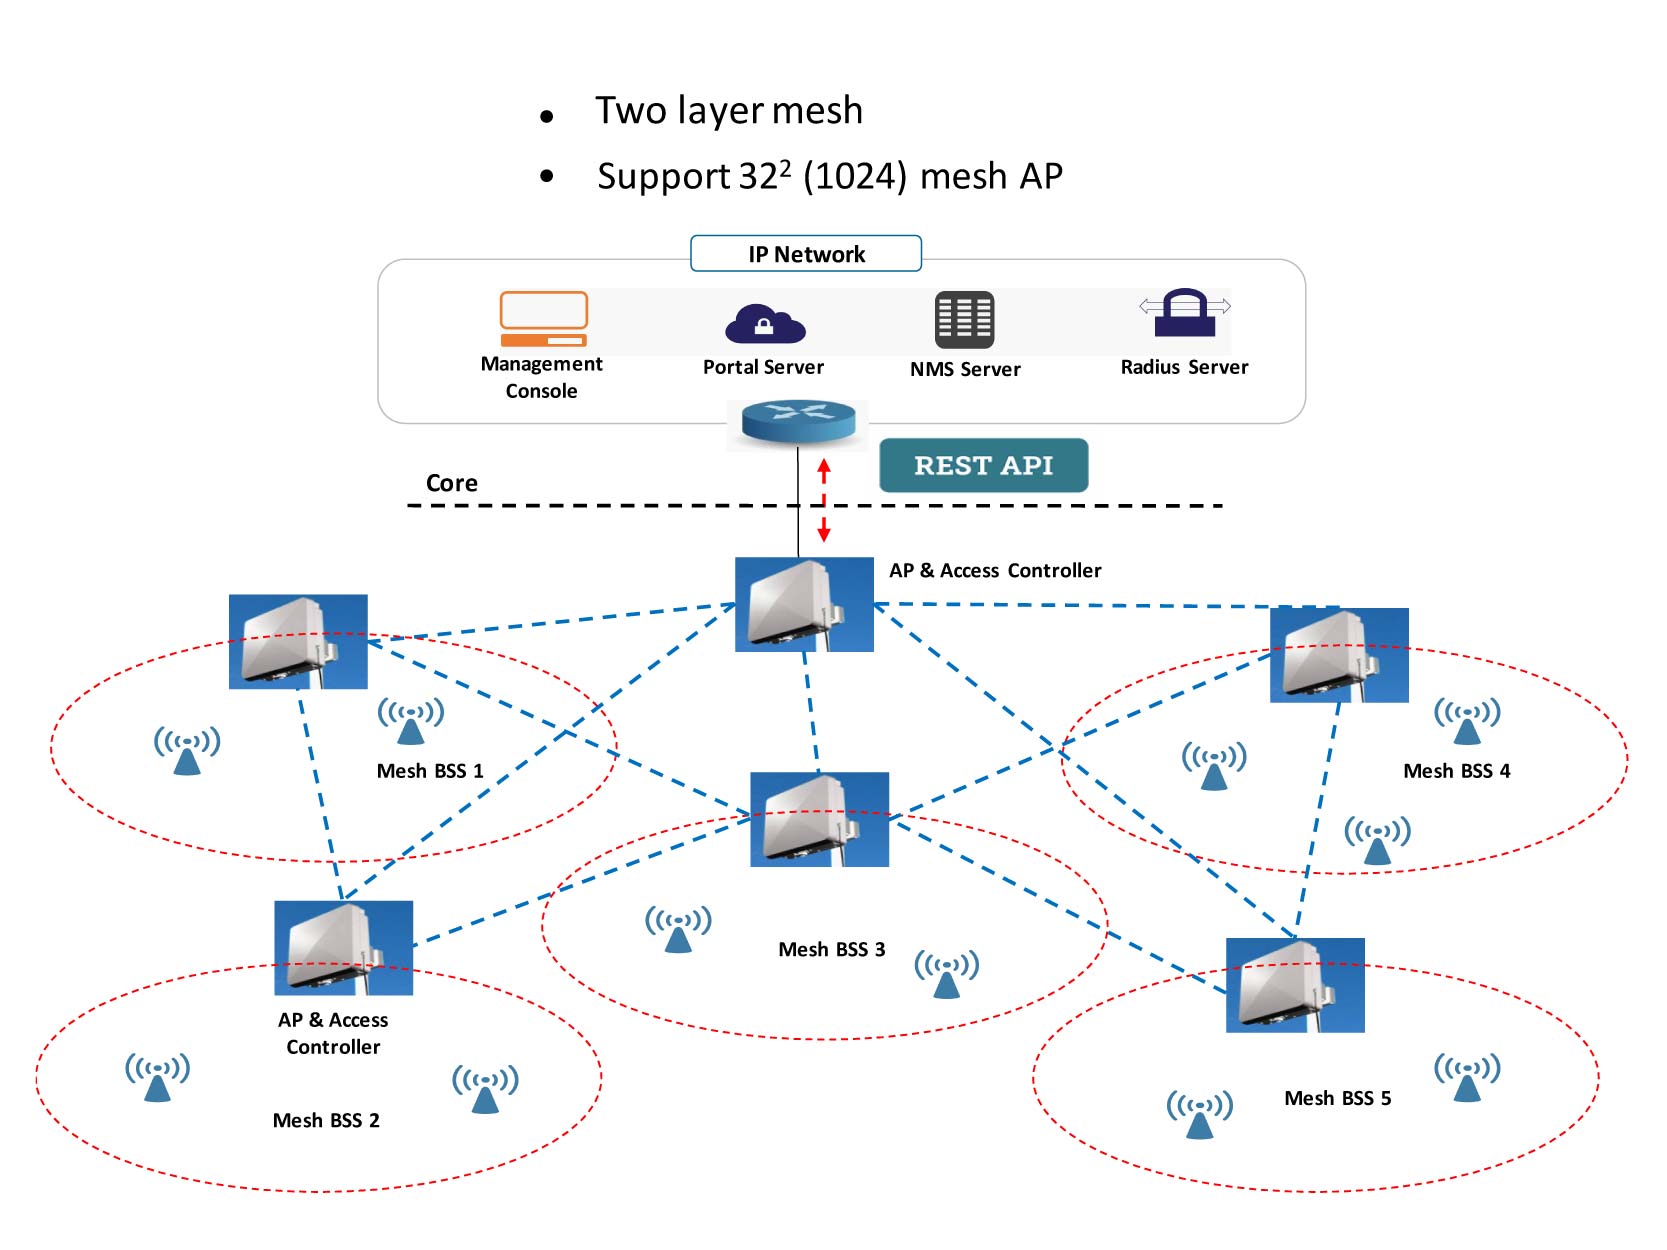 • Two layer mesh
• Support 32² (1024) mesh AP
IP Network
Management
Console
Portal Server
NMS Server
Radius Server
REST API
Core
AP & Access Controller
Mesh BSS 1
Mesh BSS 4
Mesh BSS 3
AP & Access
Controller
Mesh BSS 2
Mesh BSS 5